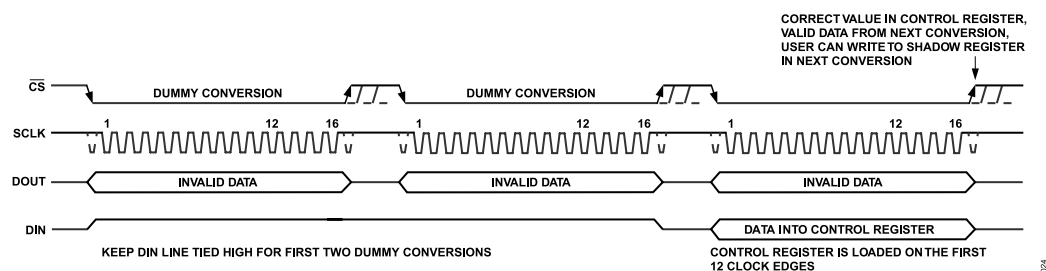 CORRECT VALUE IN CONTROL REGISTER,
VALID DATA FROM NEXT CONVERSION,
USER CAN WRITE TO SHADOW REGISTER
IN NEXT CONVERSION
CS
DUMMY CONVERSION
DUMMY CONVERSION
SCLK
1
12
16
1
12
16
1
12
16
DOUT
INVALID DATA
INVALID DATA
INVALID DATA
DIN
DATA INTO CONTROL REGISTER
KEEP DIN LINE TIED HIGH FOR FIRST TWO DUMMY CONVERSIONS
CONTROL REGISTER IS LOADED ON THE FIRST
12 CLOCK EDGES